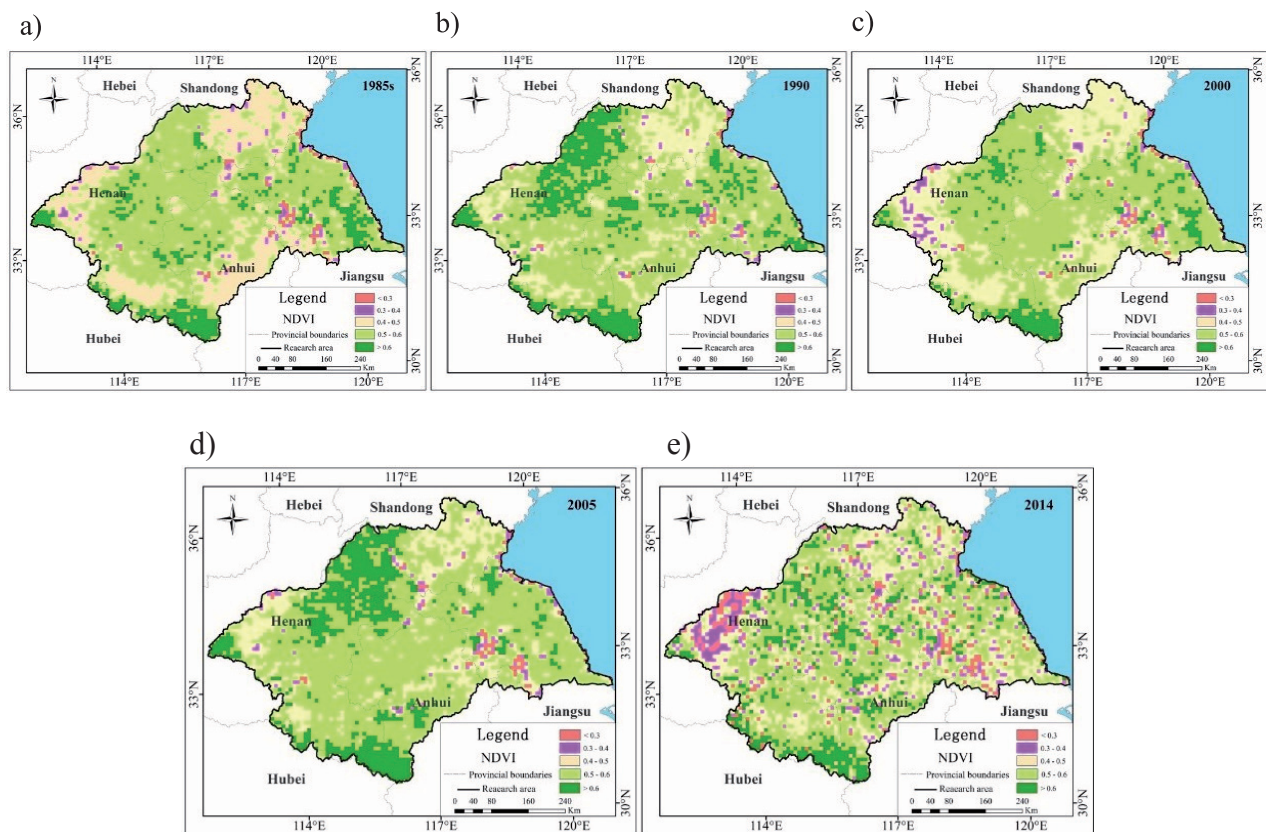 a)
b)
c)
114°E 117°E 120°E
36°N
33°N
Hebei
Shandong
1985s
N
Henan
Anhui
Jiangsu
Hubei
Legend
NDVI
Provincial boundaries
Reacarch area
0 40 80 160 240
Km
< 0.3
0.3 - 0.4
0.4 - 0.5
0.5 - 0.6
> 0.6
36°N
33°N
30°N
114°E 117°E 120°E
114°E 117°E 120°E
36°N
33°N
Hebei
Shandong
1990
N
Henan
Anhui
Jiangsu
Hubei
Legend
NDVI
Provincial boundaries
Reacarch area
0 40 80 160 240
Km
< 0.3
0.3 - 0.4
0.4 - 0.5
0.5 - 0.6
> 0.6
36°N
33°N
30°N
114°E 117°E 120°E
114°E 117°E 120°E
36°N
33°N
Hebei
Shandong
2000
N
Henan
Anhui
Jiangsu
Hubei
Legend
NDVI
Provincial boundaries
Reacarch area
0 40 80 160 240
Km
< 0.3
0.3 - 0.4
0.4 - 0.5
0.5 - 0.6
> 0.6
36°N
33°N
30°N
114°E 117°E 120°E
d)
e)
114°E 117°E 120°E
36°N
33°N
Hebei
Shandong
2005
N
Henan
Anhui
Jiangsu
Hubei
Legend
NDVI
Provincial boundaries
Reacarch area
0 40 80 160 240
Km
< 0.3
0.3 - 0.4
0.4 - 0.5
0.5 - 0.6
> 0.6
36°N
33°N
30°N
114°E 117°E 120°E
114°E 117°E 120°E
36°N
33°N
Hebei
Shandong
2014
N
Henan
Anhui
Jiangsu
Hubei
Legend
NDVI
Provincial boundaries
Reacarch area
0 40 80 160 240
Km
< 0.3
0.3 - 0.4
0.4 - 0.5
0.5 - 0.6
> 0.6
36°N
33°N
30°N
114°E 117°E 120°E